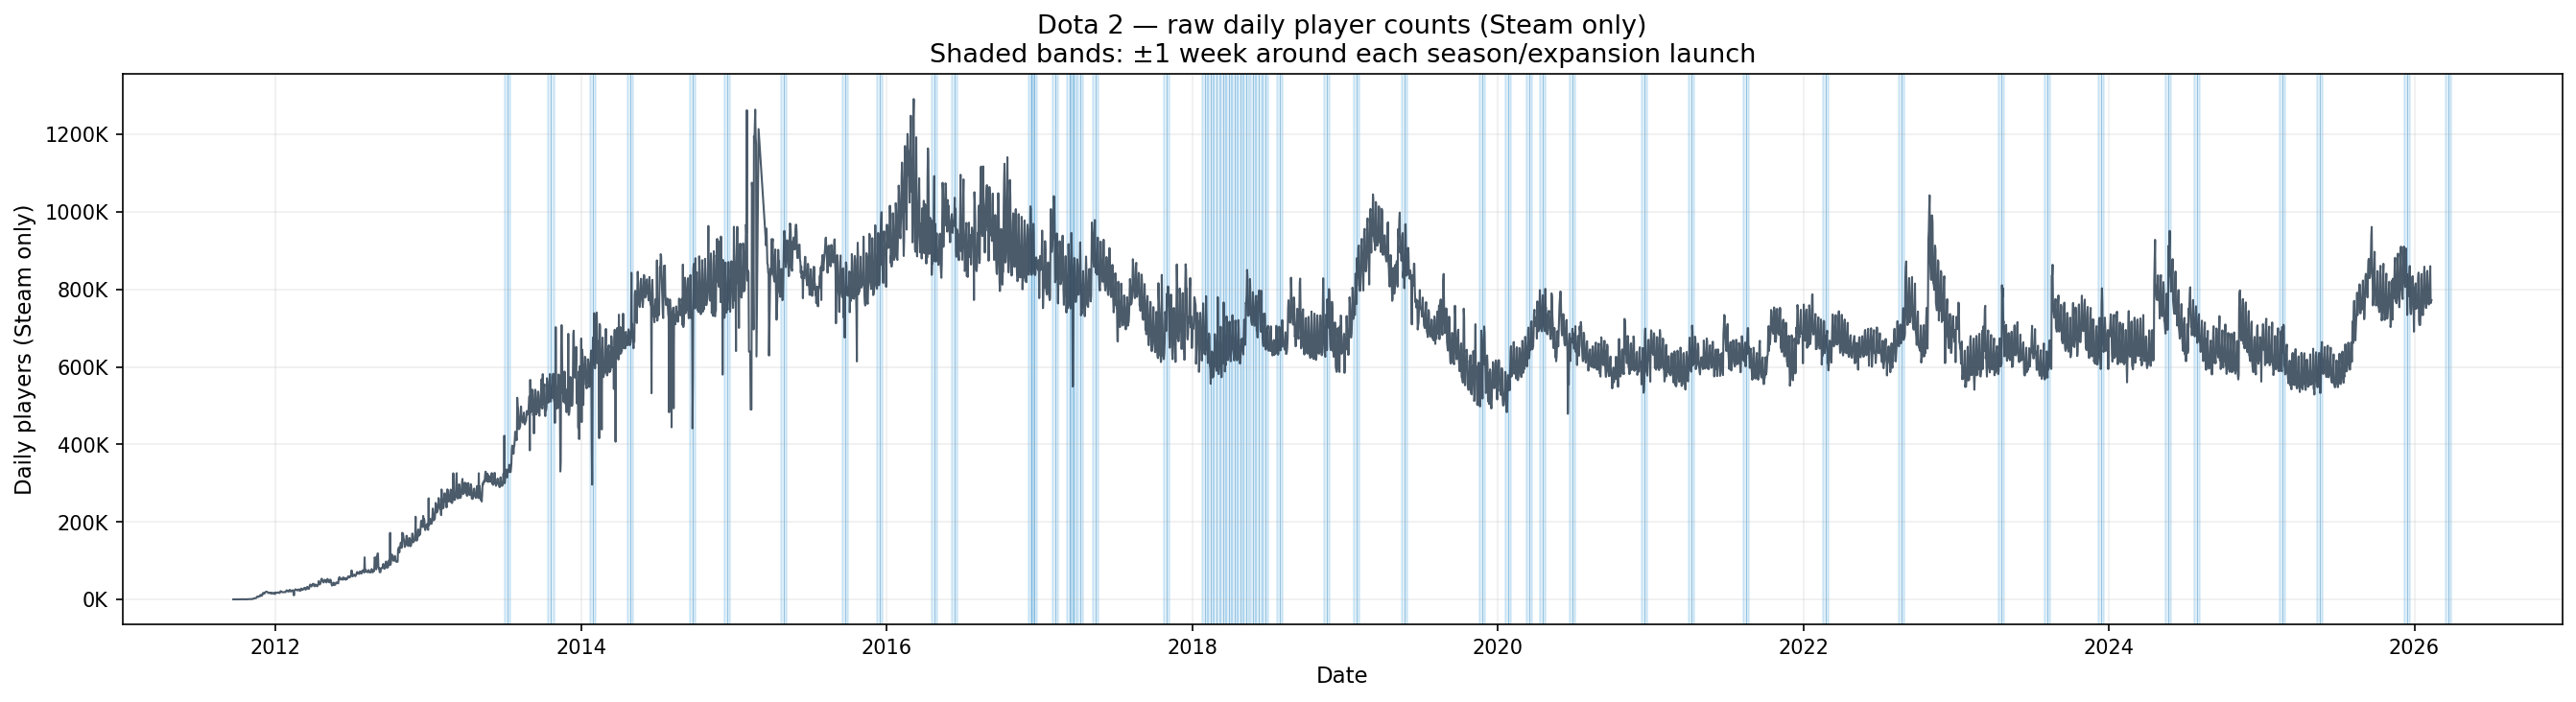 Dota 2 — raw daily player counts (Steam only)
Shaded bands: ±1 week around each season/expansion launch
Daily players (Steam only)
1200K
1000K
800K
600K
400K
200K
0K
2012 2014 2016 2018 2020 2022 2024 2026
Date